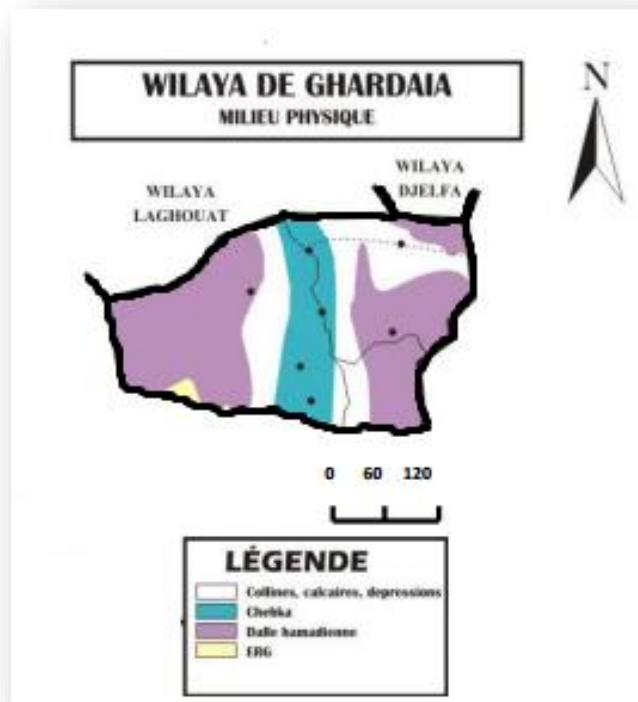 WILAYA DE GHARDAIA
MILIEU PHYSIQUE
N
WILAYA
DJELFA
WILAYA
LAGHOUAT
0 60 120
LÉGENDE
Collines, calcaires, depressions
Chebka
Dalle hamadienne
ERG